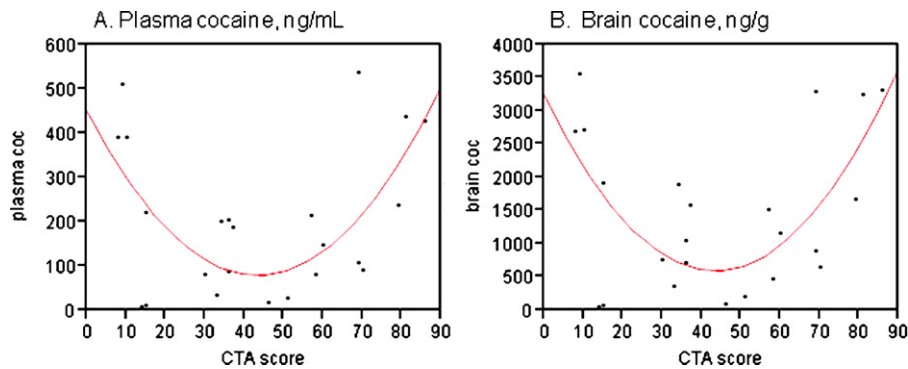 A. Plasma cocaine, ng/mL
600
500
400
300
200
100
0
plasma coc
0 10 20 30 40 50 60 70 80 90
CTA score
B. Brain cocaine, ng/g
4000
3500
3000
2500
2000
1500
1000
500
0
brain coc
0 10 20 30 40 50 60 70 80 90
CTA score